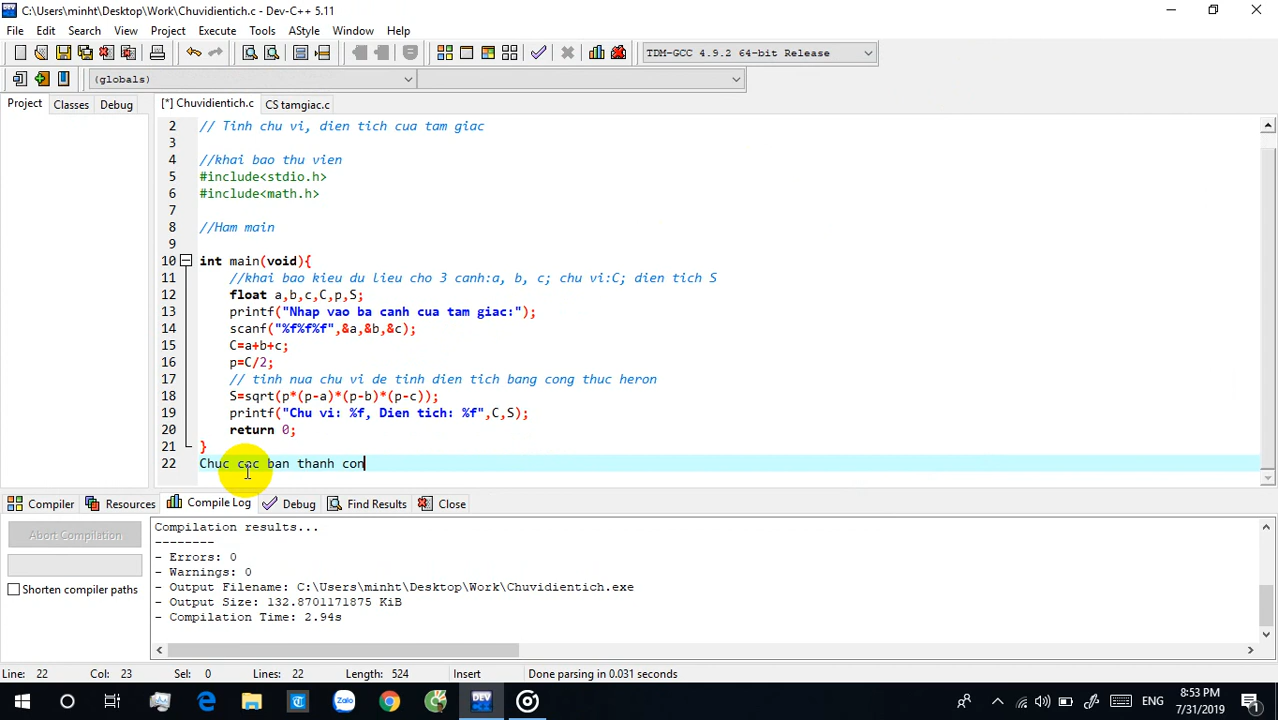 C:\Users\minht\Desktop\Work\Chuvidientich.c - Dev-C++ 5.11
File Edit Search View Project Execute Tools AStyle Window Help
TDM-GCC 4.9.2 64-bit Release
(globals)
Project Classes Debug
[*] Chuvidientich.c CS tamgiac.c
2 // Tinh chu vi, dien tich cua tam giac
3
4 //khai bao thu vien
5 #include<stdio.h>
6 #include<math.h>
7
8 //Ham main
9
10 int main(void){
11 //khai bao kieu du lieu cho 3 canh:a, b, c; chu vi:C; dien tich S
12 float a,b,c,C,p,S;
13 printf("Nhap vao ba canh cua tam giac:");
14 scanf("%f%f%f",&a,&b,&c);
15 C=a+b+c;
16 p=C/2;
17 // tinh nua chu vi de tinh dien tich bang cong thuc heron
18 S=sqrt(p*(p-a)*(p-b)*(p-c));
19 printf("Chu vi: %f, Dien tich: %f",C,S);
20 return 0;
21 }
22 Chuc cac ban thanh con
Compiler Resources Compile Log Debug Find Results Close
Abort Compilation
Shorten compiler paths
Compilation results...
--------
- Errors: 0
- Warnings: 0
- Output Filename: C:\Users\minht\Desktop\Work\Chuvidientich.exe
- Output Size: 132.8701171875 KiB
- Compilation Time: 2.94s
Line: 22 Col: 23 Sel: 0 Lines: 22 Length: 524 Insert Done parsing in 0.031 seconds
Zalo DEV ENG
8:53 PM
7/31/2019
1